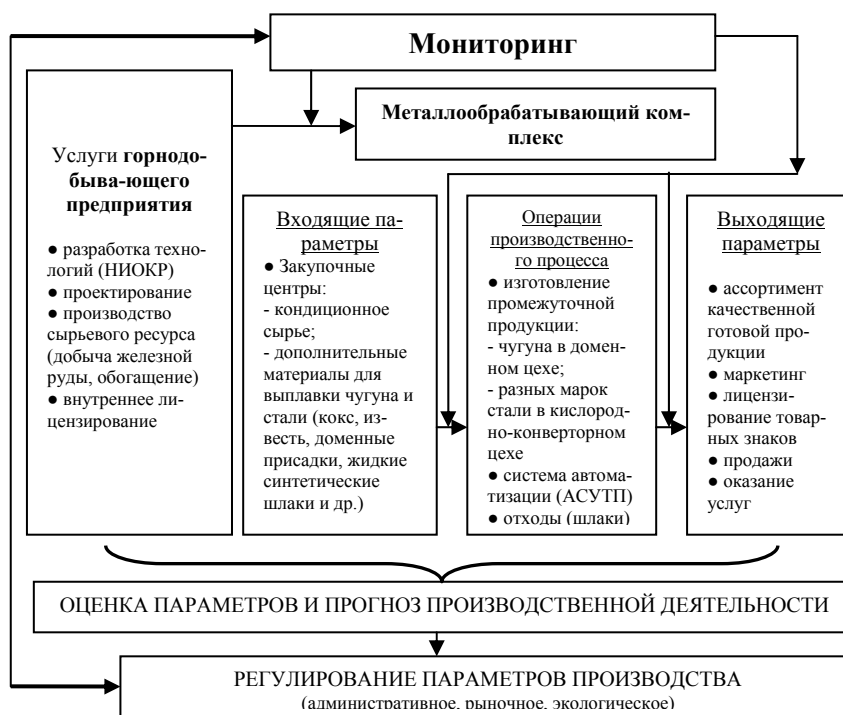 Мониторинг
Металлообрабатывающий ком-
плекс
Услуги горнодо-
быва-ющего
предприятия
● разработка техно-
логий (НИОКР)
● проектирование
● производство
сырьевого ресурса
(добыча железной
руды, обогащение)
● внутреннее ли-
цензирование
Входящие па-
раметры
● Закупочные
центры:
- кондиционное
сырье;
- дополнительные
материалы для
выплавки чугуна и
стали (кокс, из-
весть, доменные
присадки, жидкие
синтетические
шлаки и др.)
Операции
производственно-
го процесса
● изготовление
промежуточной
продукции:
- чугуна в домен-
ном цехе;
- разных марок
стали в кислород-
но-конверторном
цехе
● система автома-
тизации (АСУТП)
● отходы (шлаки)
Выходящие
параметры
● ассортимент
качественной
готовой про-
дукции
● маркетинг
● лицензи-
рование товар-
ных знаков
● продажи
● оказание
услуг
ОЦЕНКА ПАРАМЕТРОВ И ПРОГНОЗ ПРОИЗВОДСТВЕННОЙ ДЕЯТЕЛЬНОСТИ
РЕГУЛИРОВАНИЕ ПАРАМЕТРОВ ПРОИЗВОДСТВА
(административное, рыночное, экологическое)